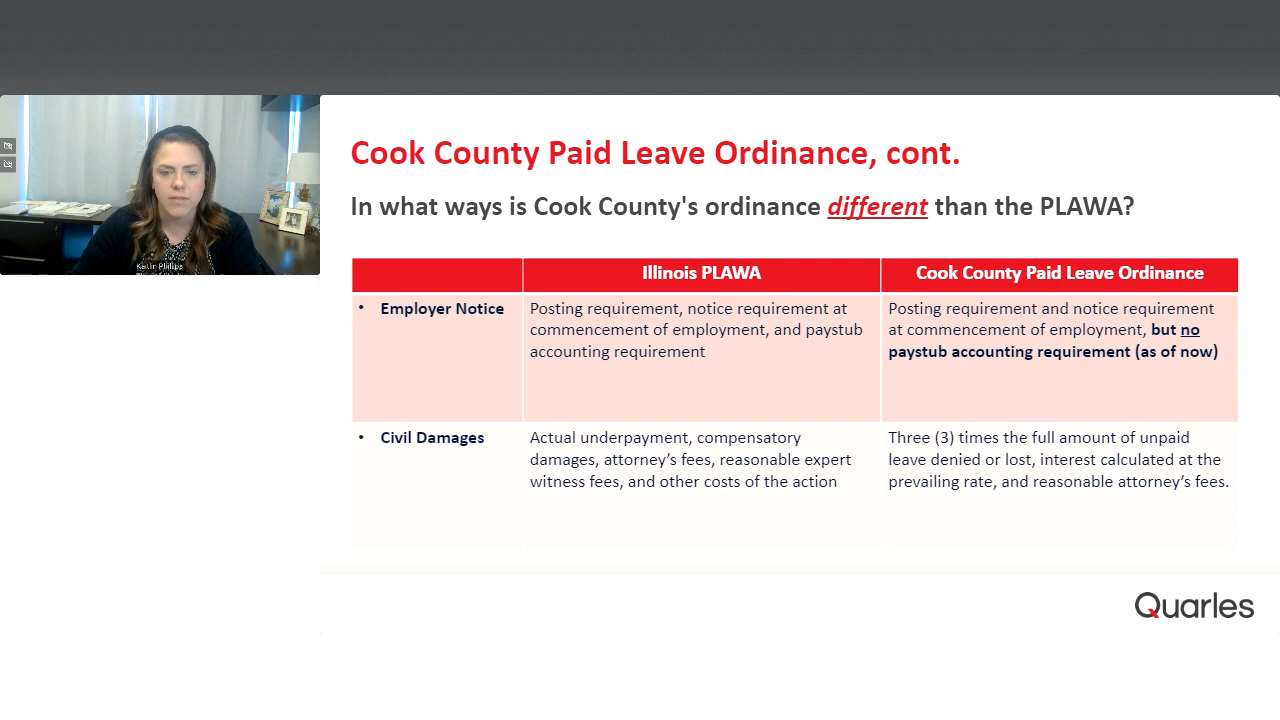 Cook County Paid Leave Ordinance, cont.
In what ways is Cook County's ordinance different than the PLAWA?
Illinois PLAWA
Cook County Paid Leave Ordinance
• Employer Notice
Posting requirement, notice requirement at
commencement of employment, and paystub
accounting requirement
Posting requirement and notice requirement
at commencement of employment, but no
paystub accounting requirement (as of now)
• Civil Damages
Actual underpayment, compensatory
damages, attorney’s fees, reasonable expert
witness fees, and other costs of the action
Three (3) times the full amount of unpaid
leave denied or lost, interest calculated at the
prevailing rate, and reasonable attorney’s fees.
Kaitlin Phillips
Quarles